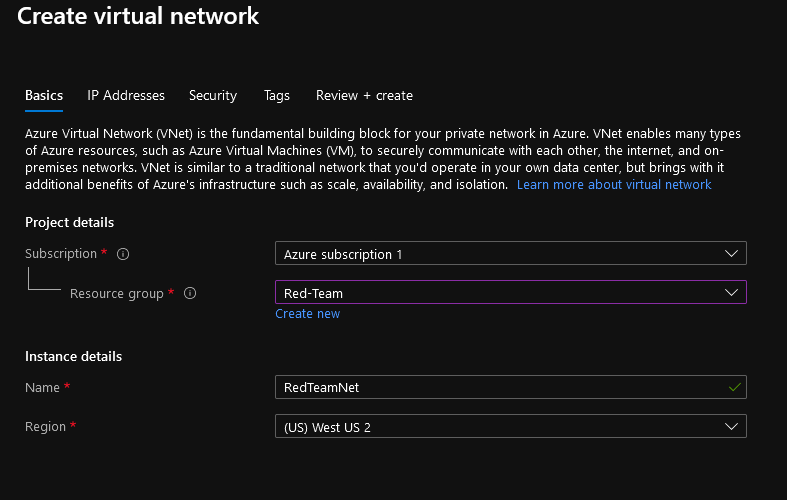 Create virtual network
Basics IP Addresses Security Tags Review + create
Azure Virtual Network (VNet) is the fundamental building block for your private network in Azure. VNet enables many types
of Azure resources, such as Azure Virtual Machines (VM), to securely communicate with each other, the internet, and on-
premises networks. VNet is similar to a traditional network that you'd operate in your own data center, but brings with it
additional benefits of Azure's infrastructure such as scale, availability, and isolation. Learn more about virtual network
Project details
Subscription * Azure subscription 1
Resource group * Red-Team
Create new
Instance details
Name * RedTeamNet
Region * (US) West US 2